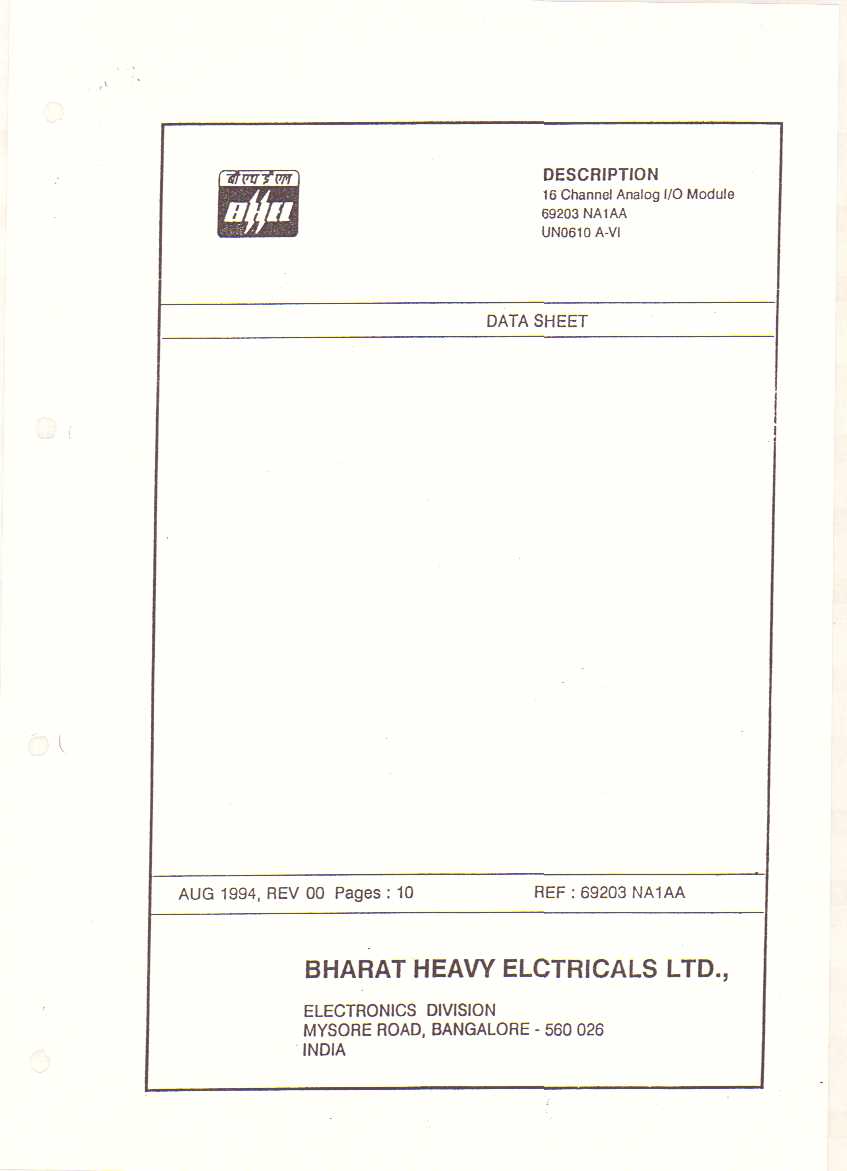 बी एच ई एल
BHEL
DESCRIPTION
16 Channel Analog I/O Module
69203 NA1AA
UN0610 A-VI
DATA SHEET
AUG 1994, REV 00 Pages : 10
REF : 69203 NA1AA
BHARAT HEAVY ELCTRICALS LTD.,
ELECTRONICS DIVISION
MYSORE ROAD, BANGALORE - 560 026
INDIA